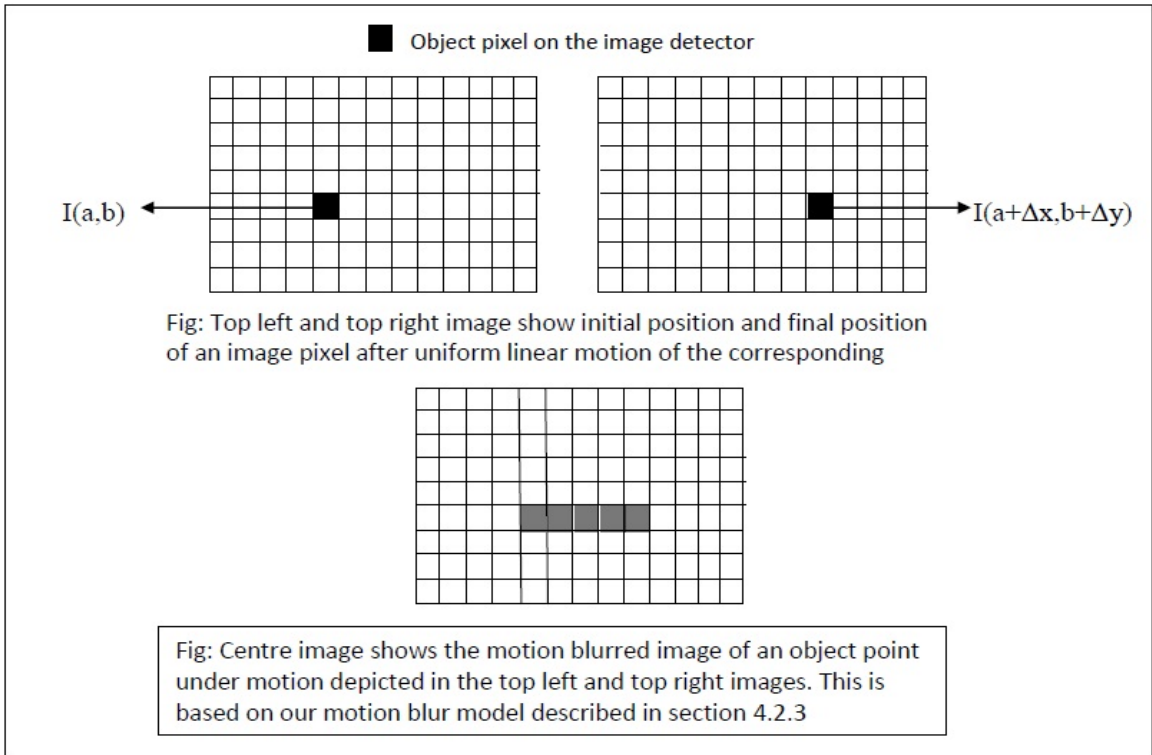 Object pixel on the image detector
I(a,b)
I(a+Δx,b+Δy)
Fig: Top left and top right image show initial position and final position
of an image pixel after uniform linear motion of the corresponding
Fig: Centre image shows the motion blurred image of an object point
under motion depicted in the top left and top right images. This is
based on our motion blur model described in section 4.2.3